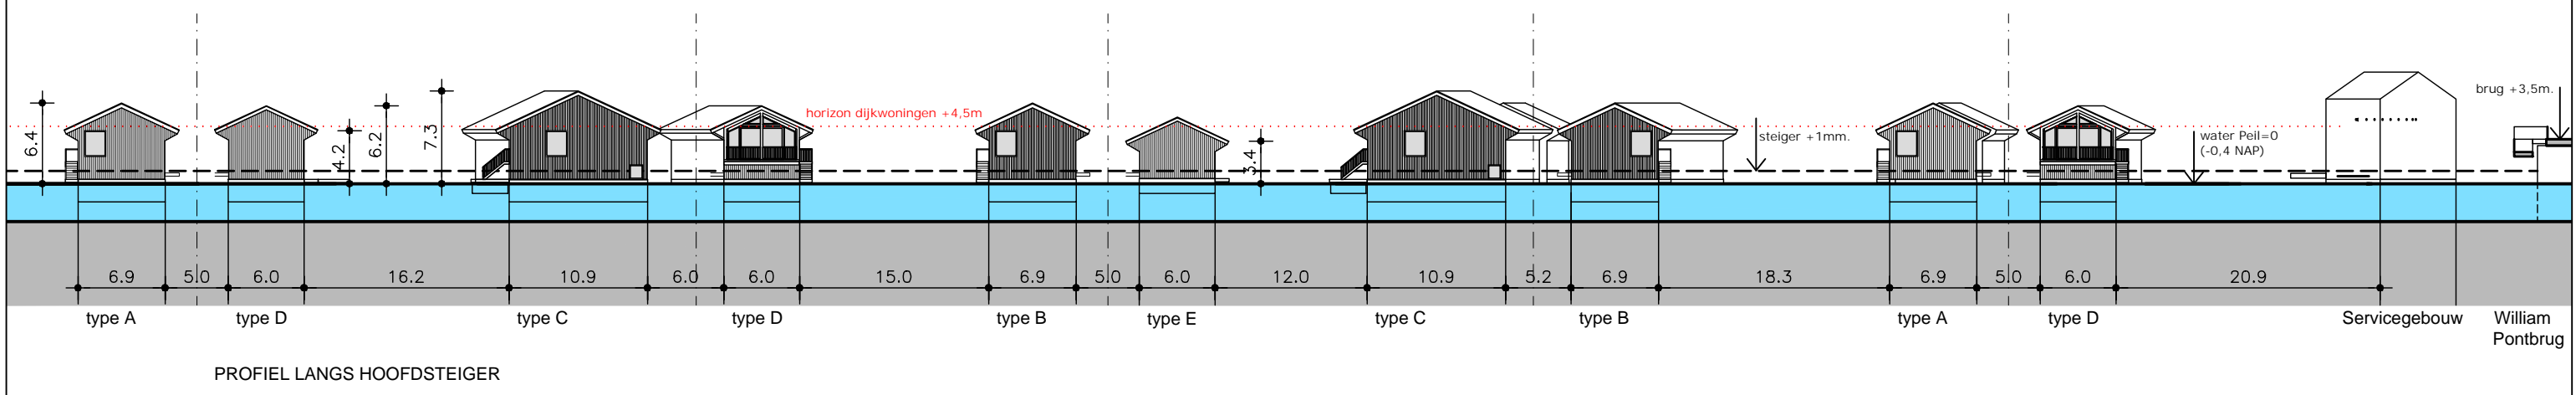 brug +3,5m.
horizon dijkwoningen +4,5m
steiger +1mm.
water Peil=0
(-0,4 NAP)
6.4
4.2
6.2
7.3
3.4
6.9 5.0 6.0 16.2 10.9 6.0 6.0 15.0 6.9 5.0 6.0 12.0 10.9 5.2 6.9 18.3 6.9 5.0 6.0 20.9
type A type D type C type D type B type E type C type B type A type D Servicegebouw William
Pontbrug
PROFIEL LANGS HOOFDSTEIGER